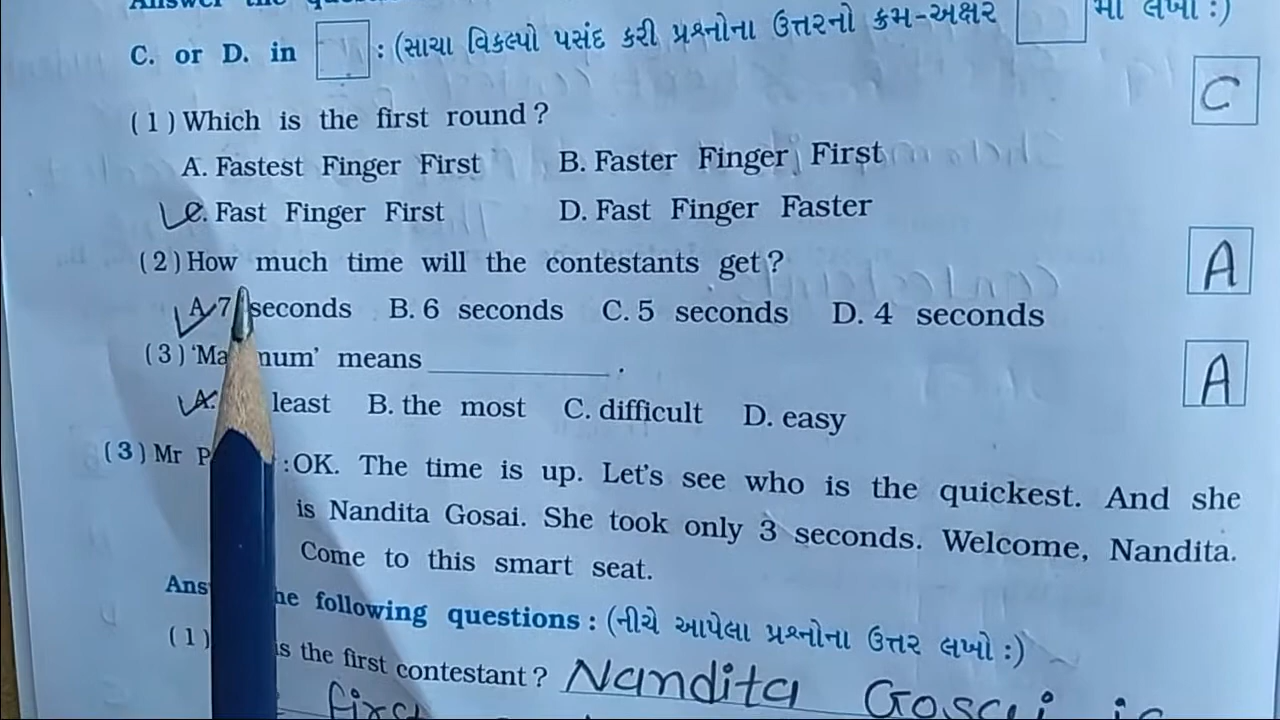 Answer the
C. or D. in : (સાચા વિકલ્પો પસંદ કરી પ્રશ્નોના ઉત્તરનો ક્રમ-અક્ષર માં લખો :)
(1) Which is the first round? C
A. Fastest Finger First B. Faster Finger First
C. Fast Finger First D. Fast Finger Faster
(2) How much time will the contestants get? A
A. 7 seconds B. 6 seconds C. 5 seconds D. 4 seconds
(3) means ________. A
A. least B. the most C. difficult D. easy
(3) Mr :OK. The time is up. Let's see who is the quickest. And she
is Nandita Gosai. She took only 3 seconds. Welcome, Nandita.
Come to this smart seat.
following questions : (નીચે આપેલા પ્રશ્નોના ઉત્તર લખો :)
(1) is the first contestant? Nandita Gosai is